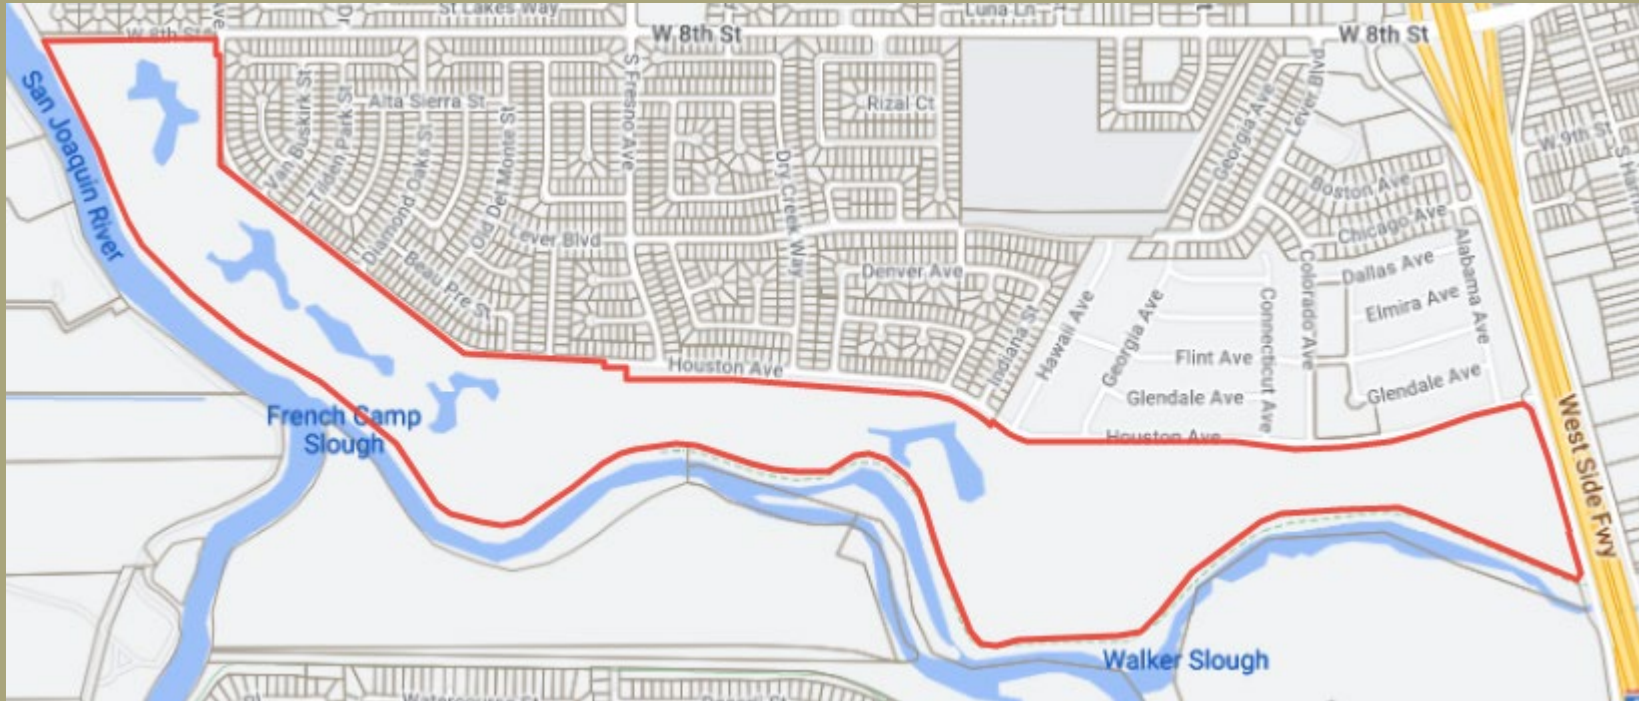 St Lakes Way
Luna Ln
W 8th St
W 8th St
W 8th St
Ave
Dr
San Joaquin River
Van Buskirk St
Tilden Park St
Alta Sierra St
Diamond Oaks St
Old Del Monte St
S Fresno Ave
Beau Pre St
Lever Blvd
Dry Creek Way
Rizal Ct
Denver Ave
Indiana St
Houston Ave
Georgia Ave
Lever Blvd
Boston Ave
Chicago Ave
W 9th St
Hawaii Ave
Georgia Ave
Connecticut Ave
Colorado Ave
Dallas Ave
Elmira Ave
Alabama Ave
Flint Ave
Glendale Ave
Glendale Ave
Houston Ave
West Side Fwy
French Camp
Slough
Walker Slough